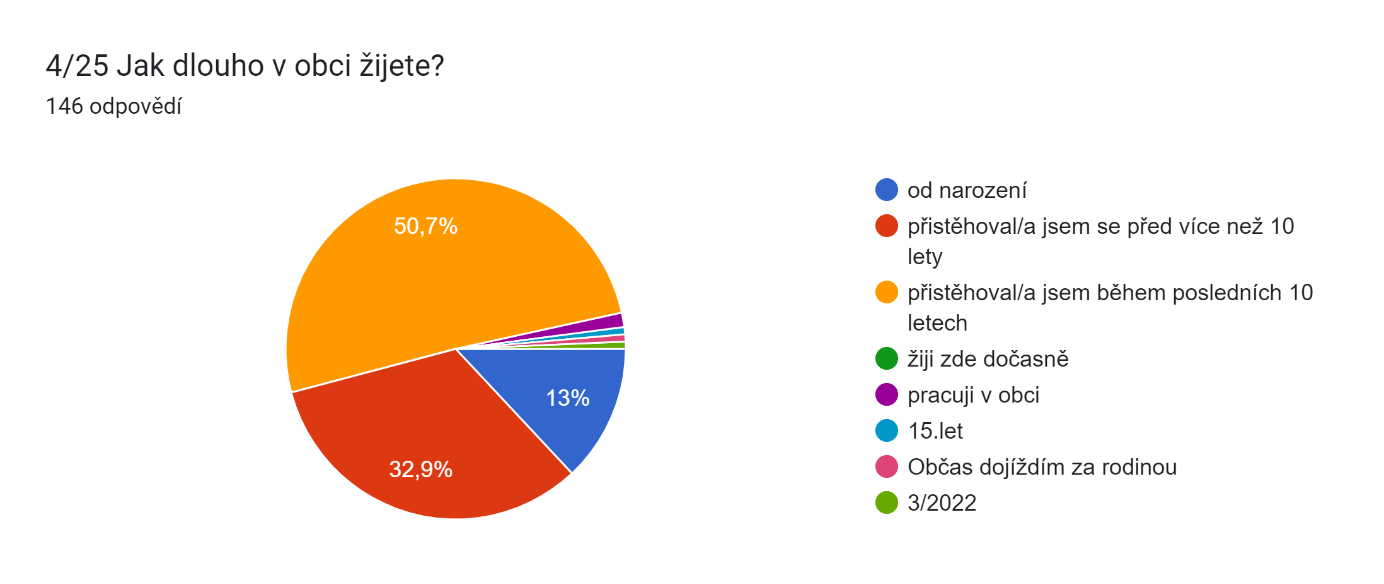 4/25 Jak dlouho v obci žijete?
146 odpovědí
50,7%
13%
32,9%
od narození
přistěhoval/a jsem se před více než 10
lety
přistěhoval/a jsem během posledních 10
letech
žiji zde dočasně
pracuji v obci
15.let
Občas dojíždím za rodinou
3/2022